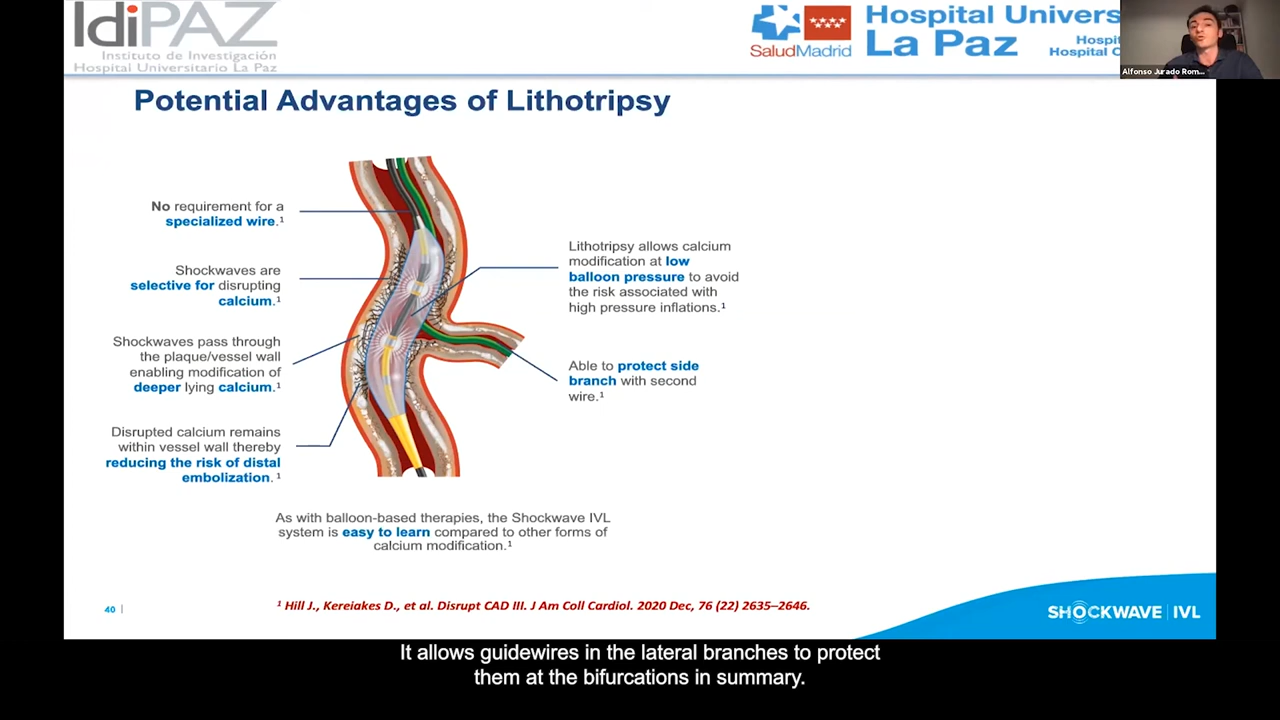 IdiPAZ
Instituto de Investigación
Hospital Universitario La Paz
SaludMadrid
Hospital Univers
La Paz
Hospit
Hospital C
Alfonso Jurado Rom...
Potential Advantages of Lithotripsy
No requirement for a
specialized wire.¹
Shockwaves are
selective for disrupting
calcium.¹
Shockwaves pass through
the plaque/vessel wall
enabling modification of
deeper lying calcium.¹
Disrupted calcium remains
within vessel wall thereby
reducing the risk of distal
embolization. ¹
Lithotripsy allows calcium
modification at low
balloon pressure to avoid
the risk associated with
high pressure inflations.¹
Able to protect side
branch with second
wire.¹
As with balloon-based therapies, the Shockwave IVL
system is easy to learn compared to other forms of
calcium modification.¹
40 |
¹ Hill J., Kereiakes D., et al. Disrupt CAD III. J Am Coll Cardiol. 2020 Dec, 76 (22) 2635–2646.
SHOCKWAVE | IVL
It allows guidewires in the lateral branches to protect
them at the bifurcations in summary.